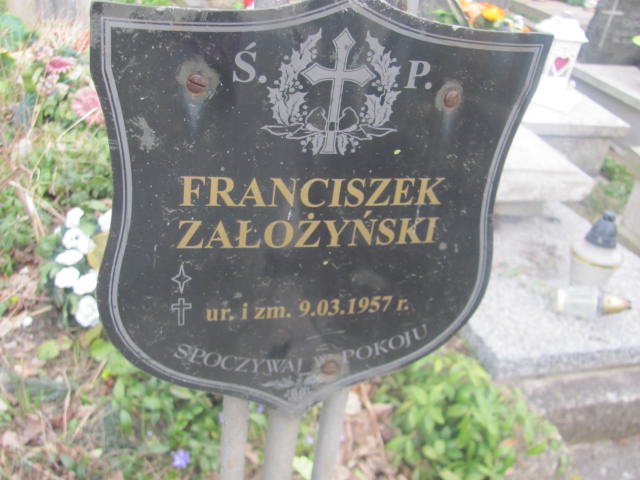 Ś. P.
FRANCISZEK
ZAŁOŻYŃSKI
ur. i zm. 9.03.1957 r.
SPOCZYWAJ W POKOJU